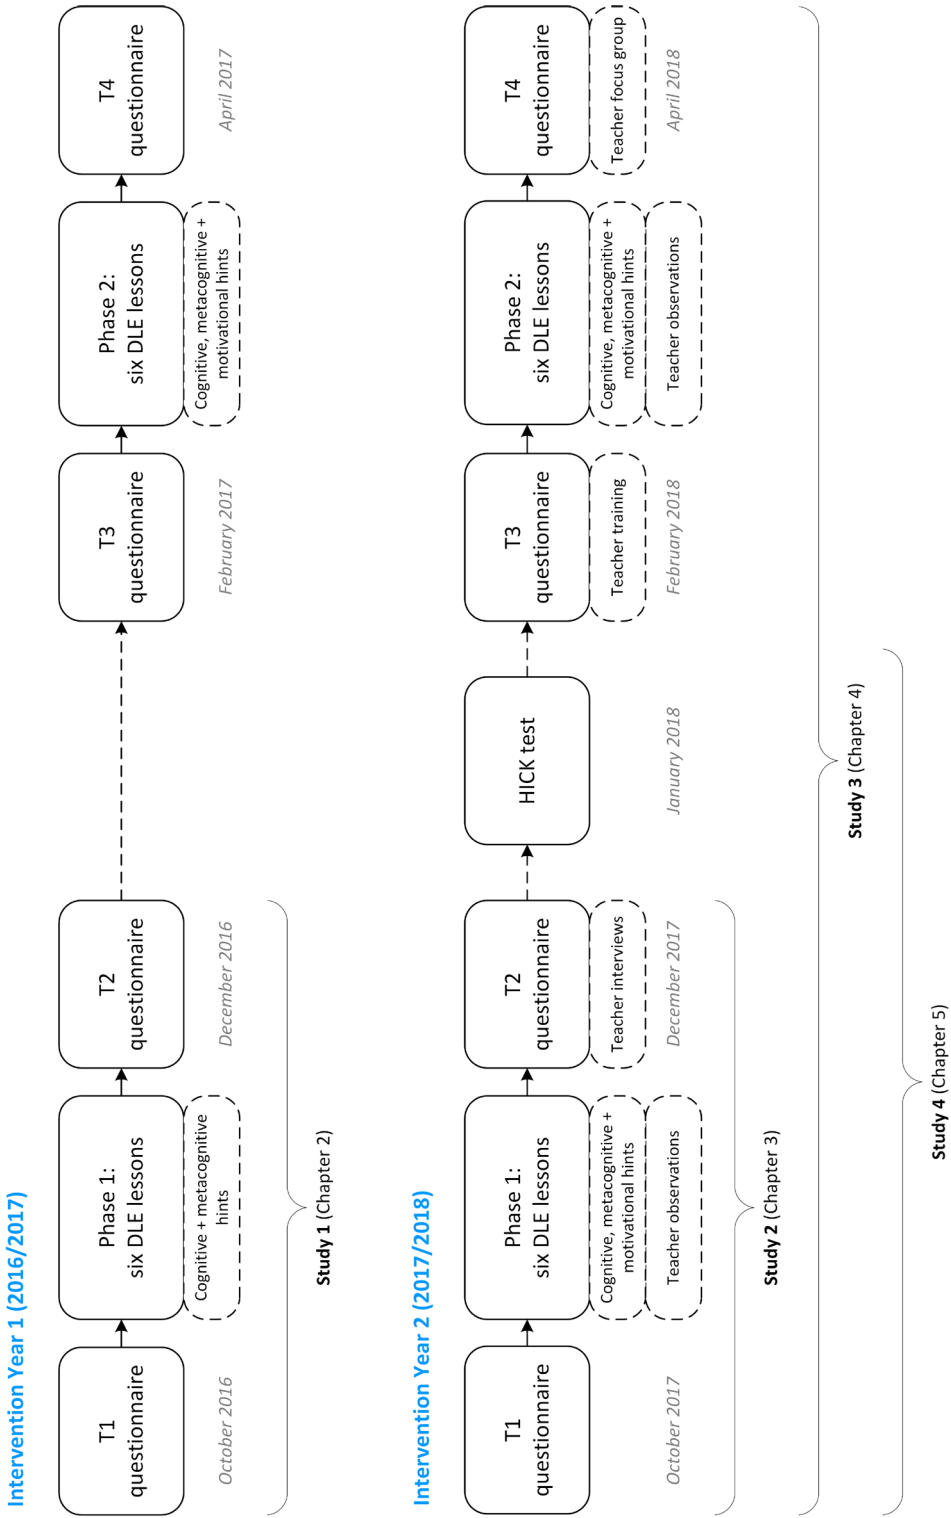 Intervention Year 1 (2016/2017)
T1
questionnaire
October 2016
Phase 1:
six DLE lessons
Cognitive + metacognitive
hints
T2
questionnaire
December 2016
T3
questionnaire
February 2017
Phase 2:
six DLE lessons
Cognitive, metacognitive +
motivational hints
T4
questionnaire
April 2017
Study 1 (Chapter 2)
Intervention Year 2 (2017/2018)
T1
questionnaire
October 2017
Phase 1:
six DLE lessons
Cognitive, metacognitive +
motivational hints
Teacher observations
T2
questionnaire
Teacher interviews
December 2017
HICK test
January 2018
T3
questionnaire
Teacher training
February 2018
Phase 2:
six DLE lessons
Cognitive, metacognitive +
motivational hints
Teacher observations
T4
questionnaire
Teacher focus group
April 2018
Study 2 (Chapter 3)
Study 3 (Chapter 4)
Study 4 (Chapter 5)